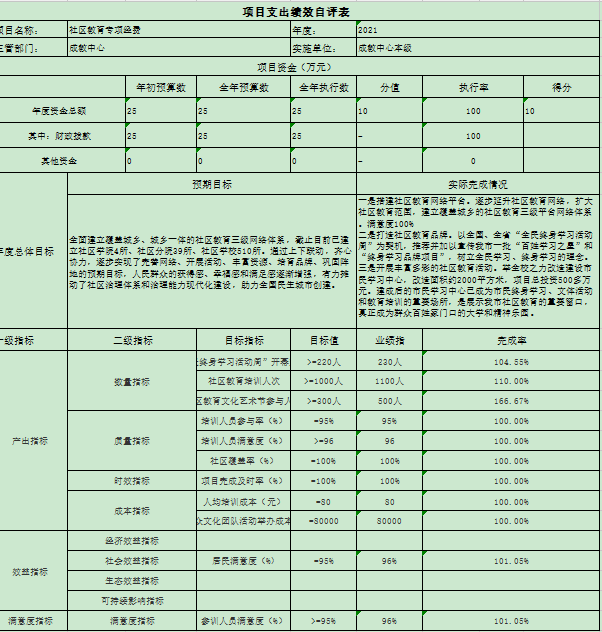 项目支出绩效自评表
项目名称： 社区教育专项经费 年度： 2021
主管部门： 成教中心 实施单位： 成教中心本级
项目资金（万元）
年初预算数 全年预算数 全年执行数 分值 执行率 得分
年度资金总额 25 25 25 10 100 10
其中：财政拨款 25 25 25 - 100
其他资金 0 0 0 - 0
年度总体目标
预期目标 实际完成情况
全面建立覆盖城乡、城乡一体的社区教育三级网络体系，截止目前已建
立社区学院4所、社区分院39所、社区学校510所。通过上下联动，齐心
协力，逐步实现了完善网络、开展活动、丰富资源、培育品牌、巩固阵
地的预期目标，人民群众的获得感、幸福感和满足感逐渐增强，有力推
动了社区治理体系和治理能力现代化建设，助力全国民生城市创建。
一是搭建社区教育网络平台。逐步延升社区教育网络，扩大
社区教育范围，建立覆盖城乡的社区教育三级平台网络体系
。满意度100%
二是打造社区教育品牌。以全国、全省“全民终身学习活动
周”为契机，推荐并加以宣传我市一批“百姓学习之星”和
“终身学习品牌项目”，树立全民学习、终身学习的理念。
三是开展丰富多彩的社区教育活动。举全校之力改造建设市
民学习中心，改造面积约2000平方米，项目总投资500多万
元。建成后的市民学习中心已成为市民终身学习、文体活动
和教育培训的重要场所，是展示我市社区教育的重要窗口，
真正成为群众百姓家门口的大学和精神乐园。
一级指标 二级指标 目标指标 目标值 业绩指 完成率
产出指标
数量指标
民终身学习活动周”开幕 >=220人 230人 104.55%
社区教育培训人次 >=1000人 1100人 110.00%
区教育文化艺术节参与人 >=300人 500人 166.67%
质量指标
培训人员参与率（%） =95% 95% 100.00%
培训人员满意度（%） >=96 96 100.00%
社区覆盖率（%） =100% 100% 100.00%
时效指标 项目完成及时率（%） =100% 100% 100.00%
成本指标
人均培训成本（元） =80 80 100.00%
众文化团队活动举办成本 =80000 80000 100.00%
效益指标
经济效益指标
社会效益指标 居民满意度（%） =95% 96% 101.05%
生态效益指标
可持续影响指标
满意度指标 满意度指标 参训人员满意度（%） >=95% 96% 101.05%